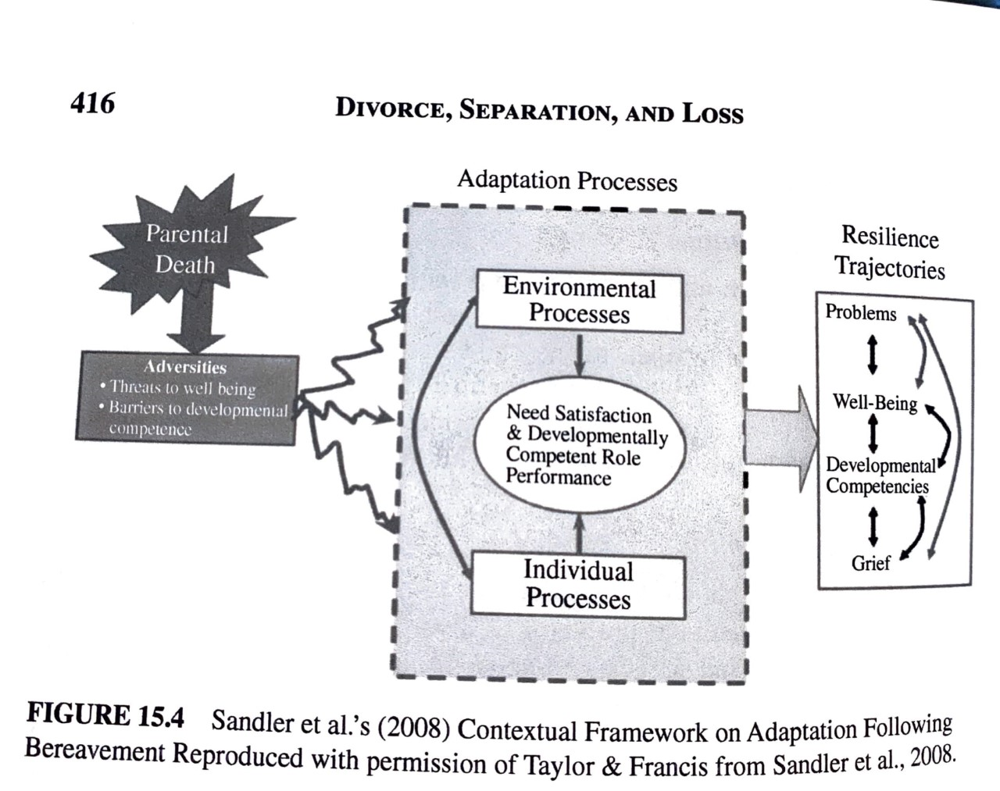 416
DIVORCE, SEPARATION, AND LOSS
Adaptation Processes
Parental
Death
Adversities
• Threats to well being
• Barriers to developmental
competence
Environmental
Processes
Need Satisfaction
& Developmentally
Competent Role
Performance
Individual
Processes
Resilience
Trajectories
Problems
Well-Being
Developmental
Competencies
Grief
FIGURE 15.4 Sandler et al.'s (2008) Contextual Framework on Adaptation Following
Bereavement Reproduced with permission of Taylor & Francis from Sandler et al., 2008.